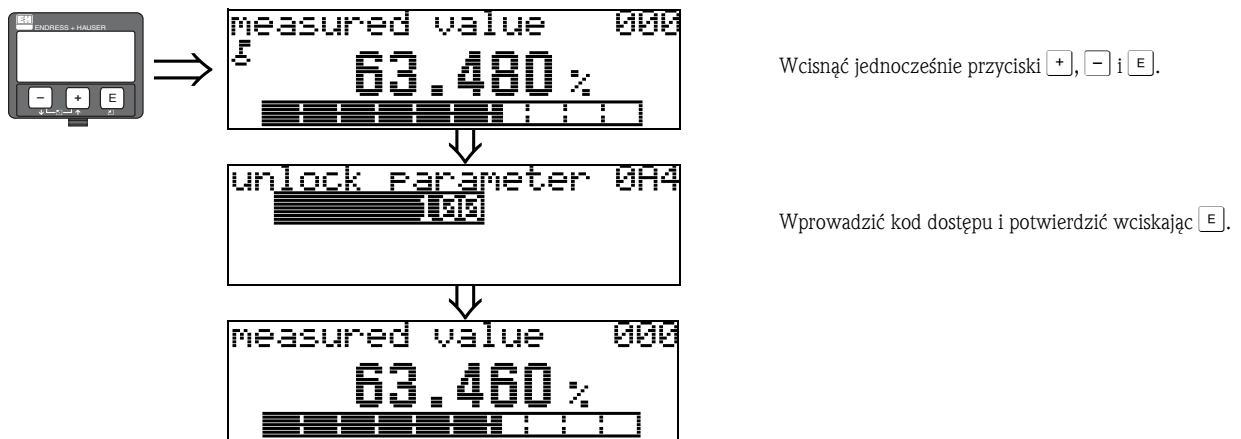 E+H
ENDRESS + HAUSER
- + E
measured value 000
63.480 %
Wcisnąć jednocześnie przyciski +, - i E.
unlock parameter 0A4
100
Wprowadzić kod dostępu i potwierdzić wciskając E.
measured value 000
63.460 %